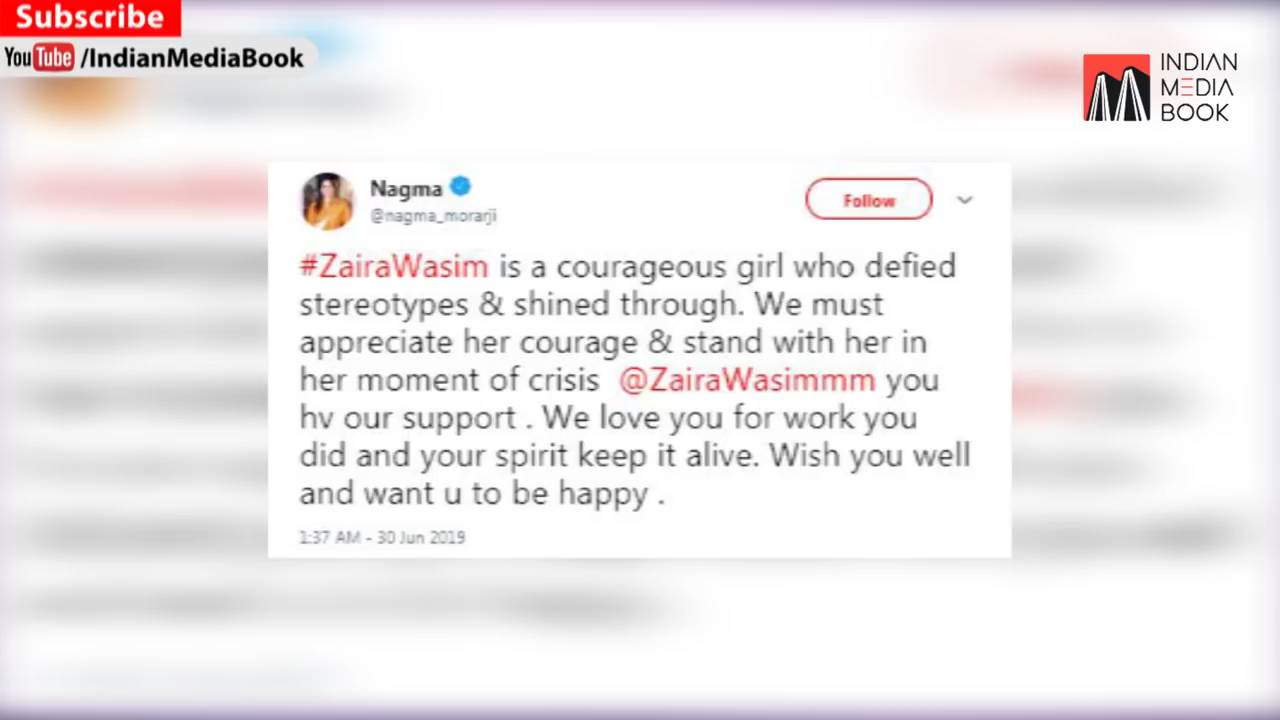 Subscribe
YouTube /IndianMediaBook
INDIAN
MEDIA
BOOK
Nagma
@nagma_morarji
Follow
#ZairaWasim is a courageous girl who defied
stereotypes & shined through. We must
appreciate her courage & stand with her in
her moment of crisis @ZairaWasimmm you
hv our support . We love you for work you
did and your spirit keep it alive. Wish you well
and want u to be happy .
1:37 AM - 30 Jun 2019